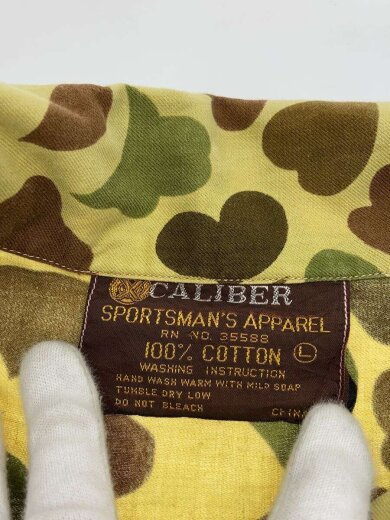 CALIBER
SPORTSMAN'S APPAREL
RN NO. 35588
100% COTTON L
WASHING INSTRUCTION
HAND WASH WARM WITH MILD SOAP
TUMBLE DRY LOW
DO NOT BLEACH CHINA